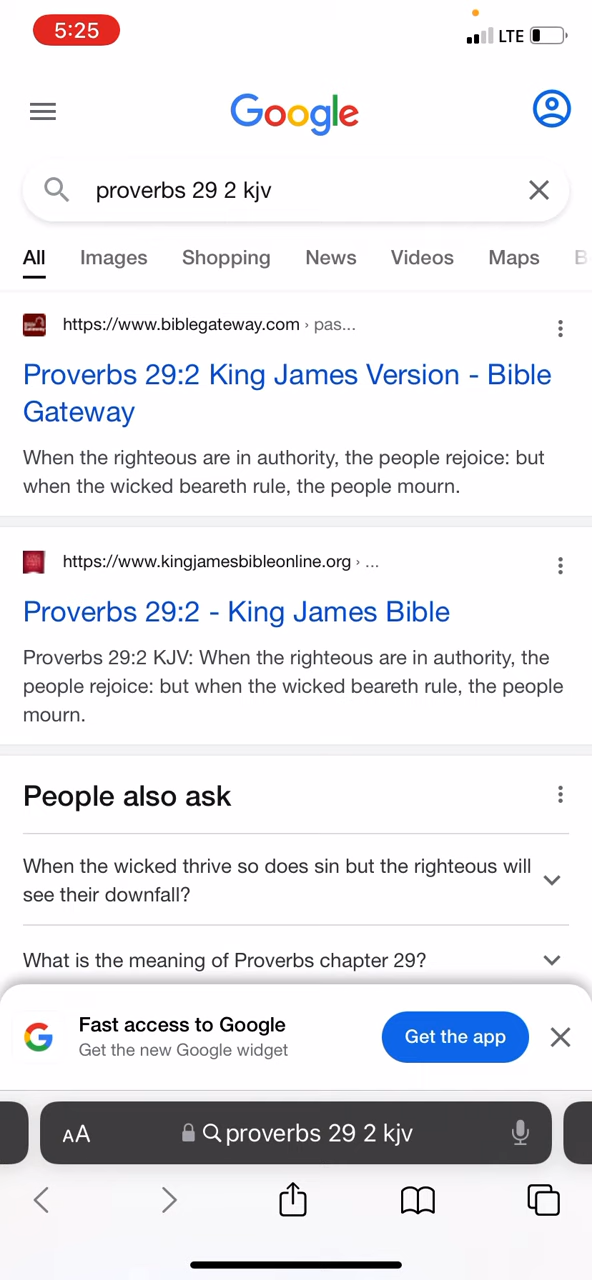 5:25
LTE
Google
proverbs 29 2 kjv
All Images Shopping News Videos Maps B
https://www.biblegateway.com › pas...
Proverbs 29:2 King James Version - Bible
Gateway
When the righteous are in authority, the people rejoice: but
when the wicked beareth rule, the people mourn.
https://www.kingjamesbibleonline.org › ...
Proverbs 29:2 - King James Bible
Proverbs 29:2 KJV: When the righteous are in authority, the
people rejoice: but when the wicked beareth rule, the people
mourn.
People also ask
When the wicked thrive so does sin but the righteous will
see their downfall?
What is the meaning of Proverbs chapter 29?
Fast access to Google
Get the new Google widget
Get the app
AA
proverbs 29 2 kjv